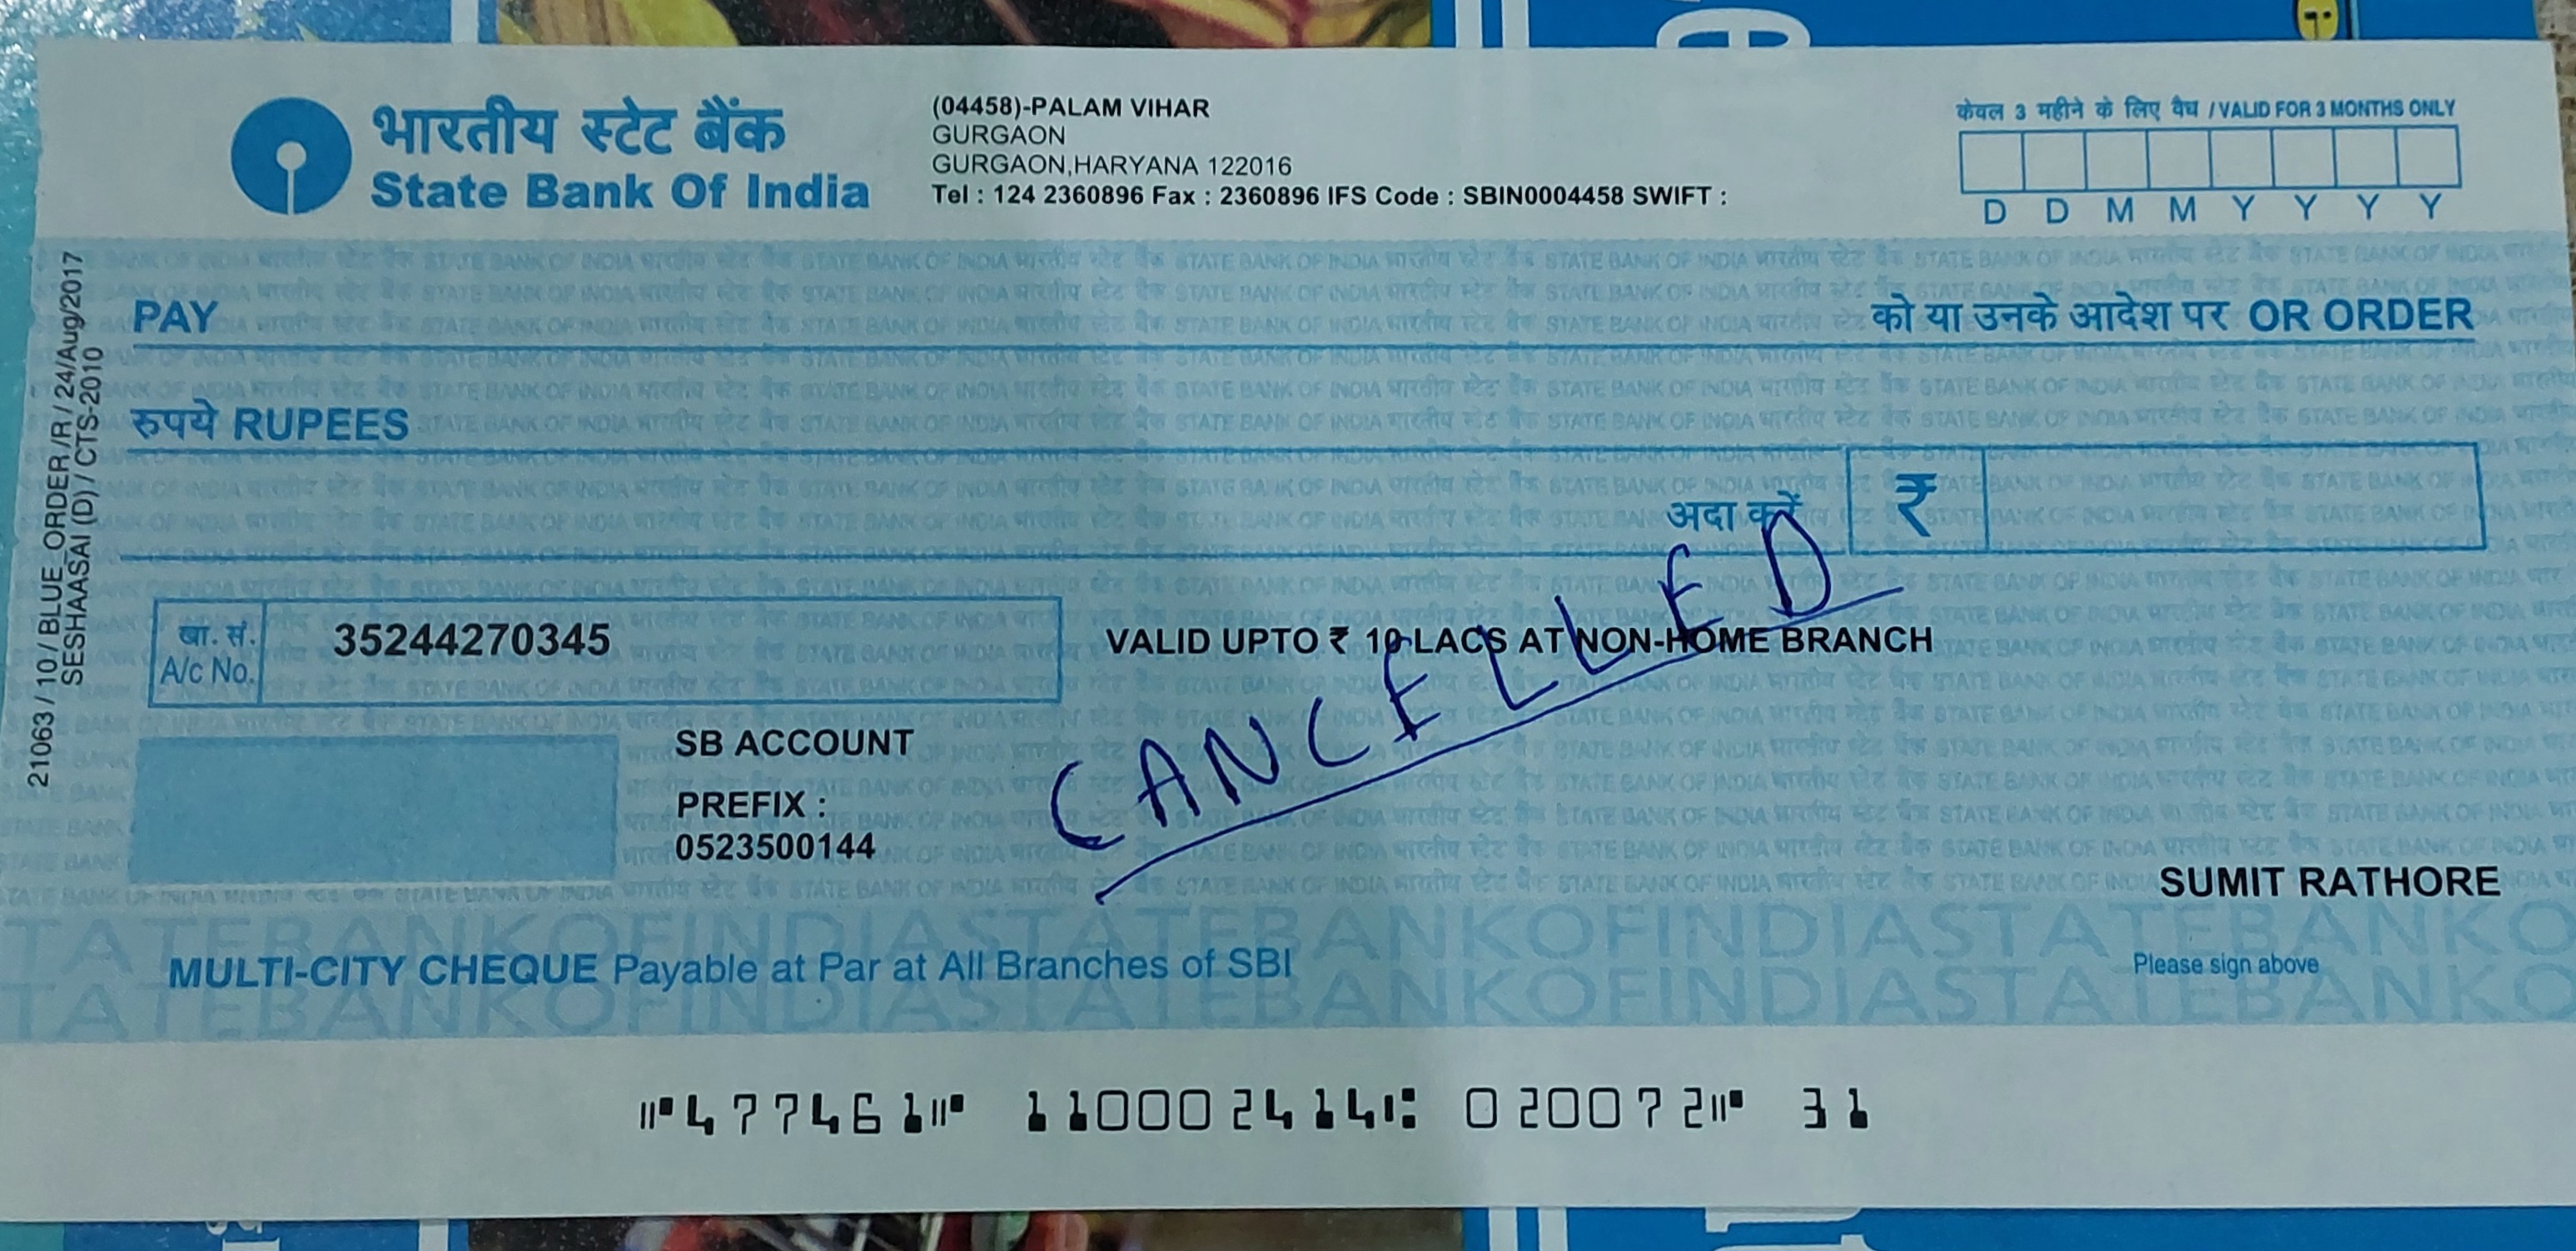 भारतीय स्टेट बैंक
State Bank Of India
(04458)-PALAM VIHAR
GURGAON
GURGAON,HARYANA 122016
Tel : 124 2360896 Fax : 2360896 IFS Code : SBIN0004458 SWIFT :
केवल 3 महीने के लिए वैध / VALID FOR 3 MONTHS ONLY
D D M M Y Y Y Y
21063 / 10 / BLUE_ORDER /R / 24/Aug/2017
SESHAASAI (D) / CTS-2010
PAY
को या उनके आदेश पर OR ORDER
रुपये RUPEES
अदा करें ₹
खा. सं.
A/c No.
35244270345
VALID UPTO ₹ 10 LACS AT NON-HOME BRANCH
CANCELLED
SB ACCOUNT
PREFIX :
0523500144
SUMIT RATHORE
MULTI-CITY CHEQUE Payable at Par at All Branches of SBI
Please sign above
⑈477461⑈ 110002414⑆ 020072⑈ 31